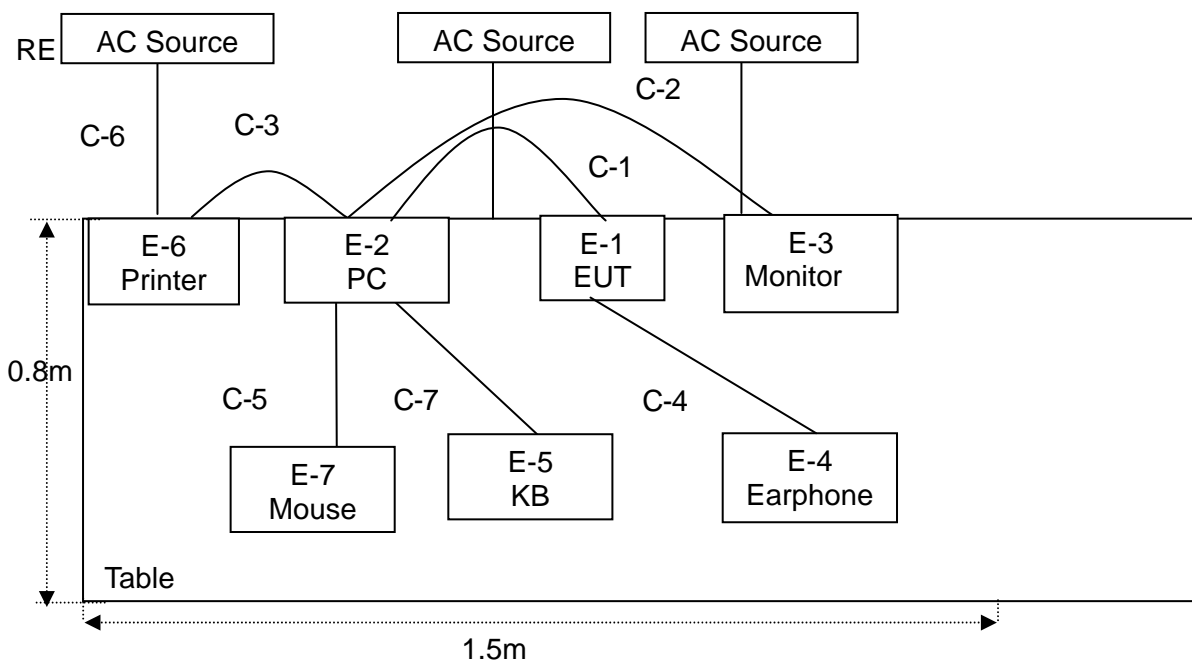 RE
AC Source
AC Source
AC Source
C-2
C-6
C-3
C-1
E-6
Printer
E-2
PC
E-1
EUT
E-3
Monitor
0.8m
C-5
C-7
C-4
E-7
Mouse
E-5
KB
E-4
Earphone
Table
1.5m